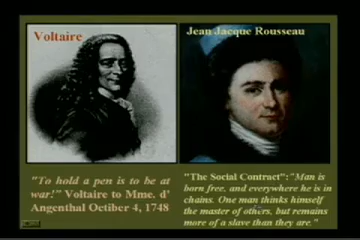 Voltaire
Jean Jacque Rousseau
"To hold a pen is to be at
war!" Voltaire to Mme. d'
Angenthal Octiber 4, 1748
"The Social Contract":"Man is
born free, and everywhere he is in
chains. One man thinks himself
the master of others, but remains
more of a slave than they are."